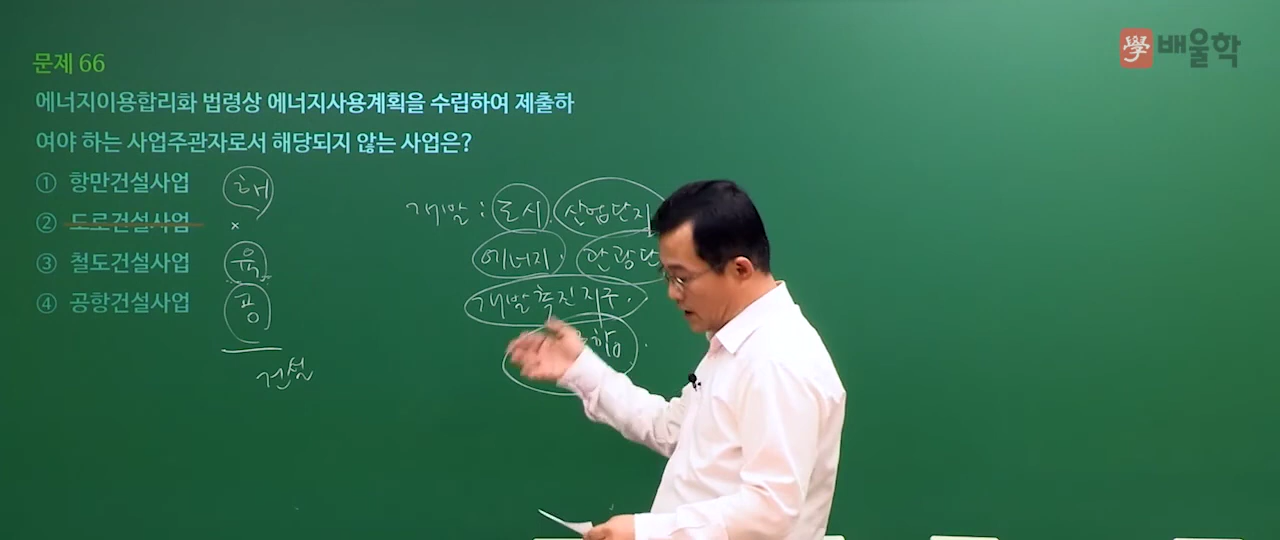 學 배울학
문제 66
에너지이용합리화 법령상 에너지사용계획을 수립하여 제출하
여야 하는 사업주관자로서 해당되지 않는 사업은?
① 항만건설사업
해
② 도로건설사업
×
③ 철도건설사업
육
④ 공항건설사업
공
건설
개발 : 도시. 산업단지
에너지. 관광단
개발촉진지구.